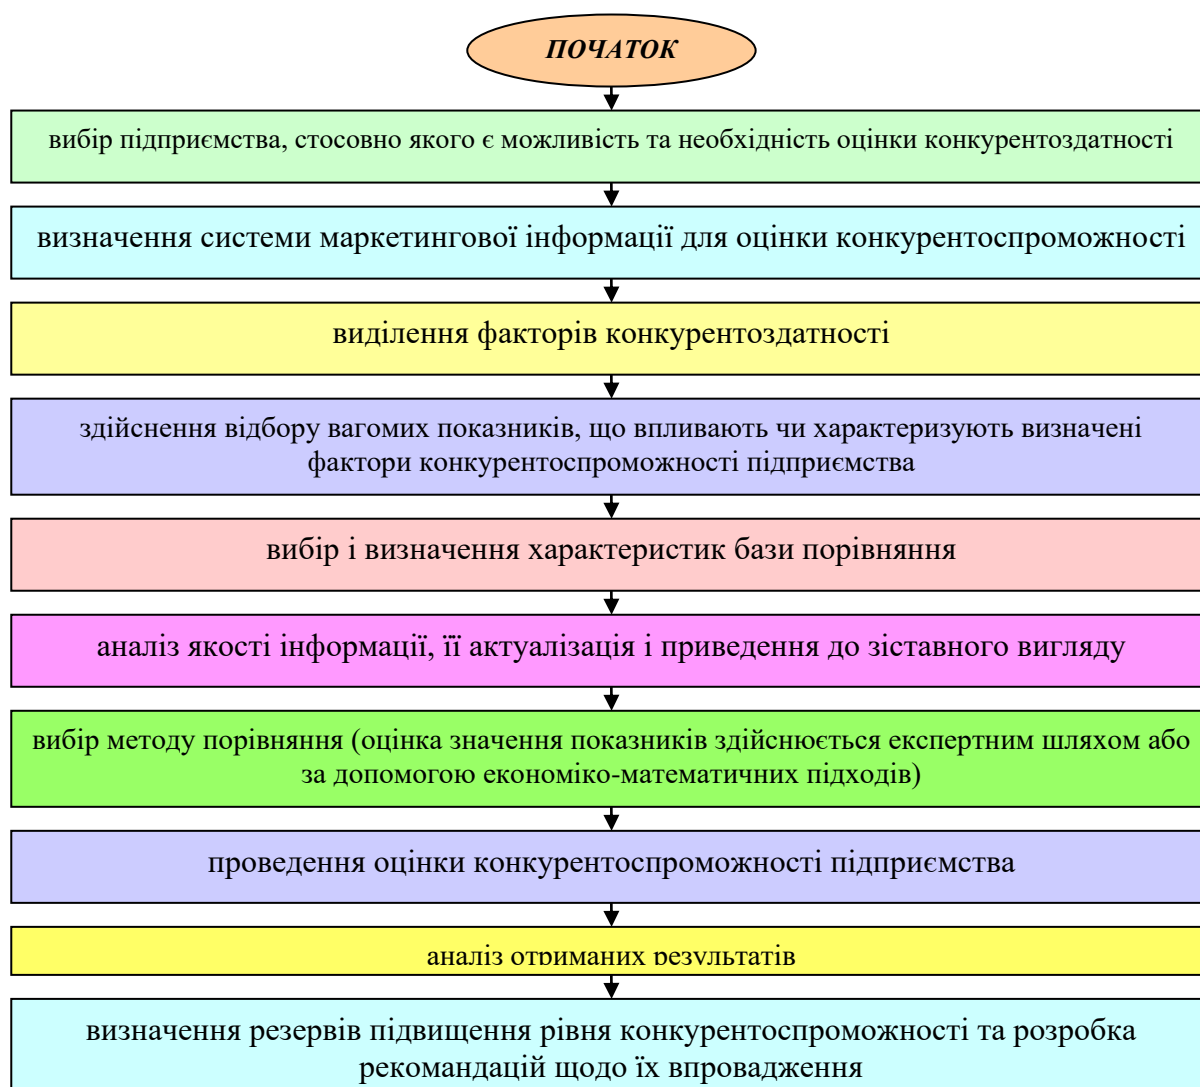 ПОЧАТОК
вибір підприємства, стосовно якого є можливість та необхідність оцінки конкурентоздатності
визначення системи маркетингової інформації для оцінки конкурентоспроможності
виділення факторів конкурентоздатності
здійснення відбору вагомих показників, що впливають чи характеризують визначені
фактори конкурентоспроможності підприємства
вибір і визначення характеристик бази порівняння
аналіз якості інформації, її актуалізація і приведення до зіставного вигляду
вибір методу порівняння (оцінка значення показників здійснюється експертним шляхом або
за допомогою економіко-математичних підходів)
проведення оцінки конкурентоспроможності підприємства
аналіз отриманих результатів
визначення резервів підвищення рівня конкурентоспроможності та розробка
рекомандацій щодо їх впровадження